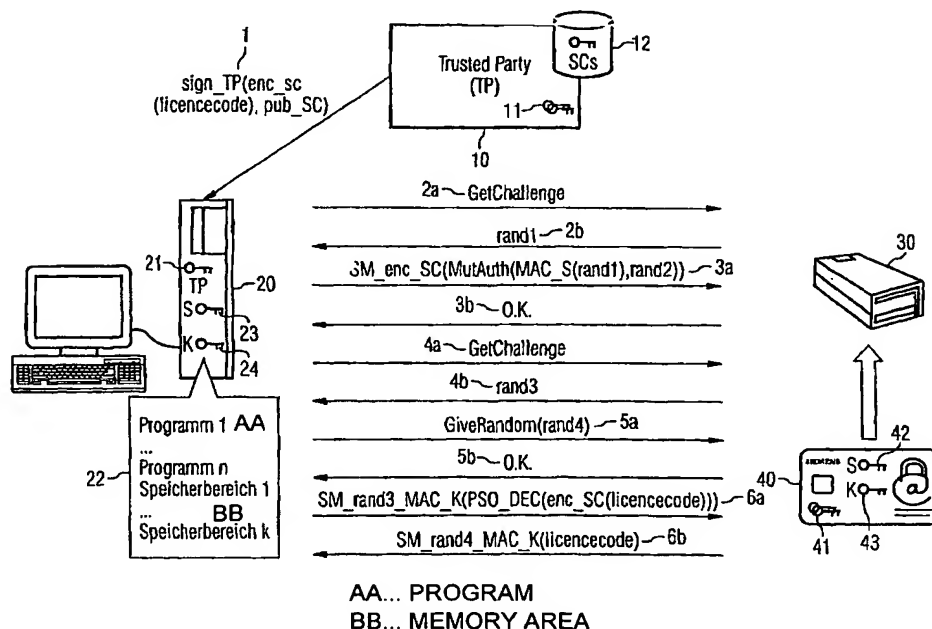 1
sign_TP(enc_sc
(licencecode), pub_SC)
Trusted Party
(TP)
11
10
SCs
12
2a GetChallenge
rand1 2b
SM_enc_SC(MutAuth(MAC_S(rand1),rand2)) 3a
3b O.K.
4a GetChallenge
4b rand3
GiveRandom(rand4) 5a
5b O.K.
SM_rand3_MAC_K(PSO_DEC(enc_SC(licencecode))) 6a
SM_rand4_MAC_K(licencecode) 6b
21
TP
20
S
23
K
24
22
Programm 1 AA
...
Programm n
Speicherbereich 1
... BB
Speicherbereich k
30
40
SIEMENS
S 42
K
@
41
43
AA... PROGRAM
BB... MEMORY AREA